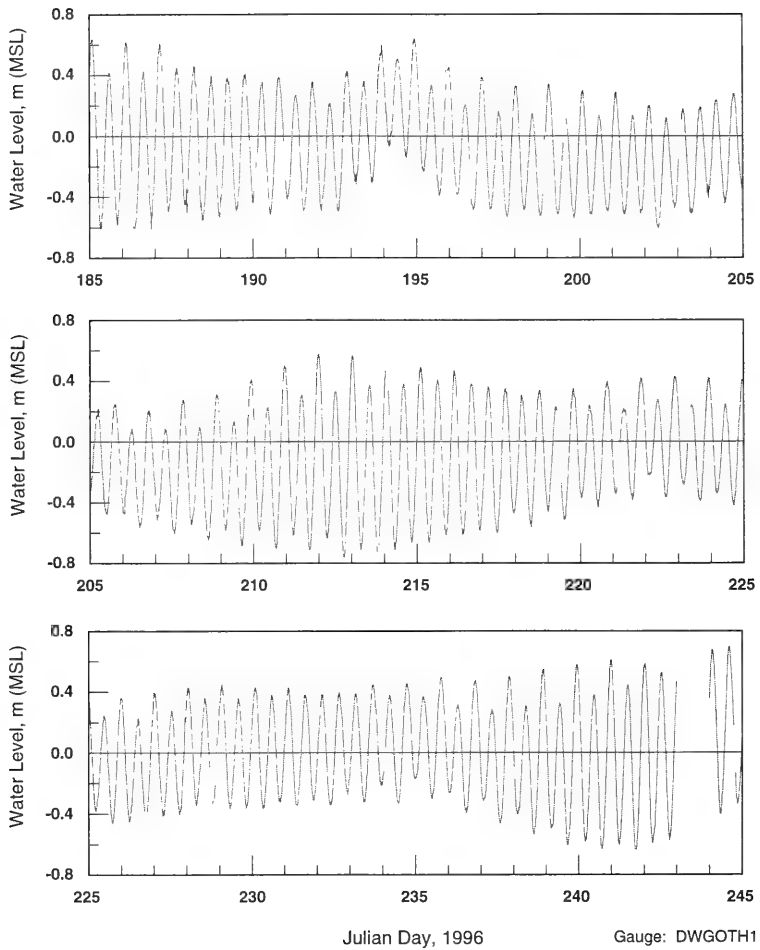 Water Level, m (MSL)
0.8
0.4
0.0
-0.4
-0.8
185 190 195 200 205
Water Level, m (MSL)
0.8
0.4
0.0
-0.4
-0.8
205 210 215 220 225
Water Level, m (MSL)
0.8
0.4
0.0
-0.4
-0.8
225 230 235 240 245
Julian Day, 1996 Gauge: DWGOTH1